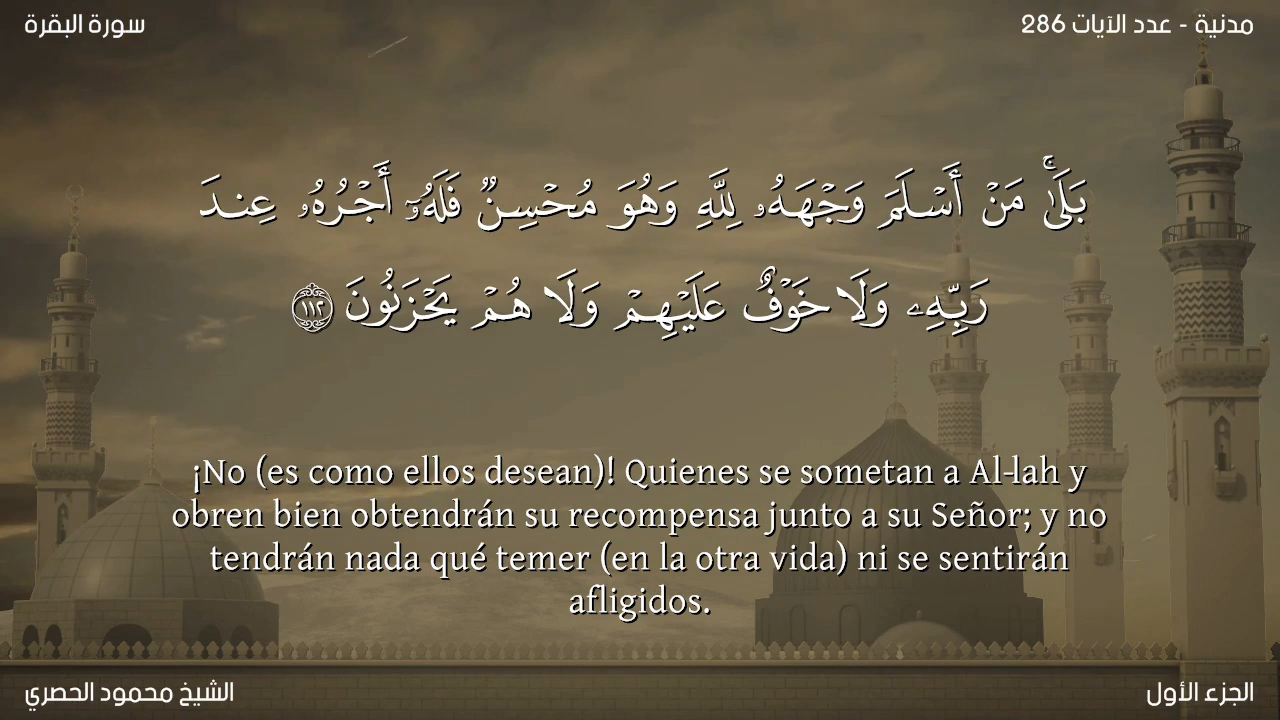 مدنية - عدد الآيات 286
سورة البقرة
بَلَىٰۚ مَنۡ أَسۡلَمَ وَجۡهَهُۥ لِلَّهِ وَهُوَ مُحۡسِنٞ فَلَهُۥٓ أَجۡرُهُۥ عِندَ
رَبِّهِۦ وَلَا خَوۡفٌ عَلَيۡهِمۡ وَلَا هُمۡ يَحۡزَنُونَ ١١٢
¡No (es como ellos desean)! Quienes se sometan a Al-lah y
obren bien obtendrán su recompensa junto a su Señor; y no
tendrán nada qué temer (en la otra vida) ni se sentirán
afligidos.
الجزء الأول
الشيخ محمود الحصري